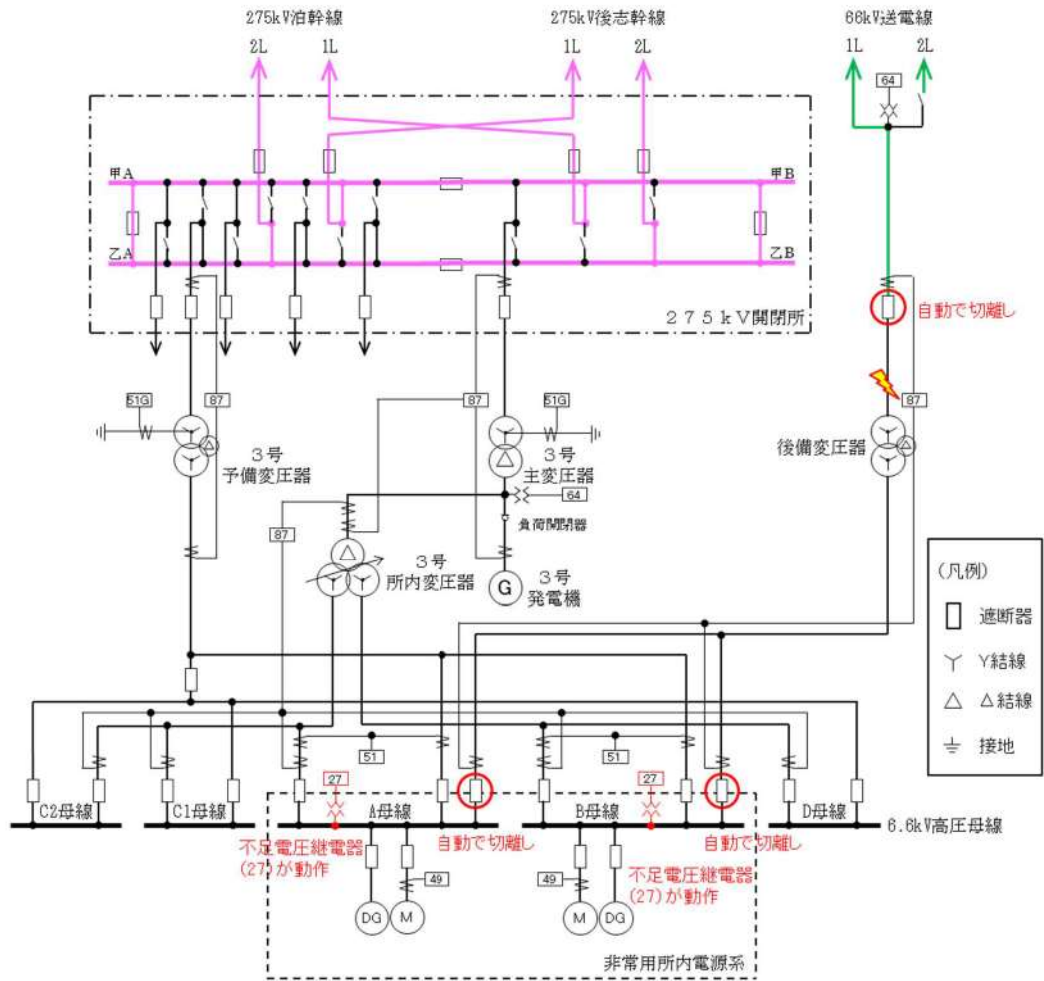 275kV泊幹線
275kV後志幹線
66kV送電線
2L
1L
1L
2L
1L
2L
64
甲A
甲B
乙A
乙B
275kV開閉所
自動で切離し
51G
87
87
51G
87
3号
予備変圧器
3号
主変圧器
後備変圧器
64
負荷開閉器
87
3号
所内変圧器
G
3号
発電機
(凡例)
遮断器
Y結線
Δ結線
接地
51
51
27
27
C2母線
C1母線
A母線
B母線
D母線
6.6kV高圧母線
不足電圧継電器
(27)が動作
自動で切離し
自動で切離し
不足電圧継電器
(27)が動作
49
49
DG
M
M
DG
非常用所内電源系